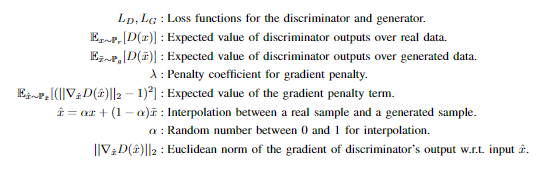 L_D, L_G : Loss functions for the discriminator and generator.
𝔼_{x∼ℙ_r}[D(x)] : Expected value of discriminator outputs over real data.
𝔼_{x̃∼ℙ_g}[D(x̃)] : Expected value of discriminator outputs over generated data.
λ : Penalty coefficient for gradient penalty.
𝔼_{x̂∼ℙ_x̂}[(||∇_x̂ D(x̂)||₂ − 1)²] : Expected value of the gradient penalty term.
x̂ = αx + (1 − α)x̃ : Interpolation between a real sample and a generated sample.
α : Random number between 0 and 1 for interpolation.
||∇_x̂ D(x̂)||₂ : Euclidean norm of the gradient of discriminator's output w.r.t. input x̂.